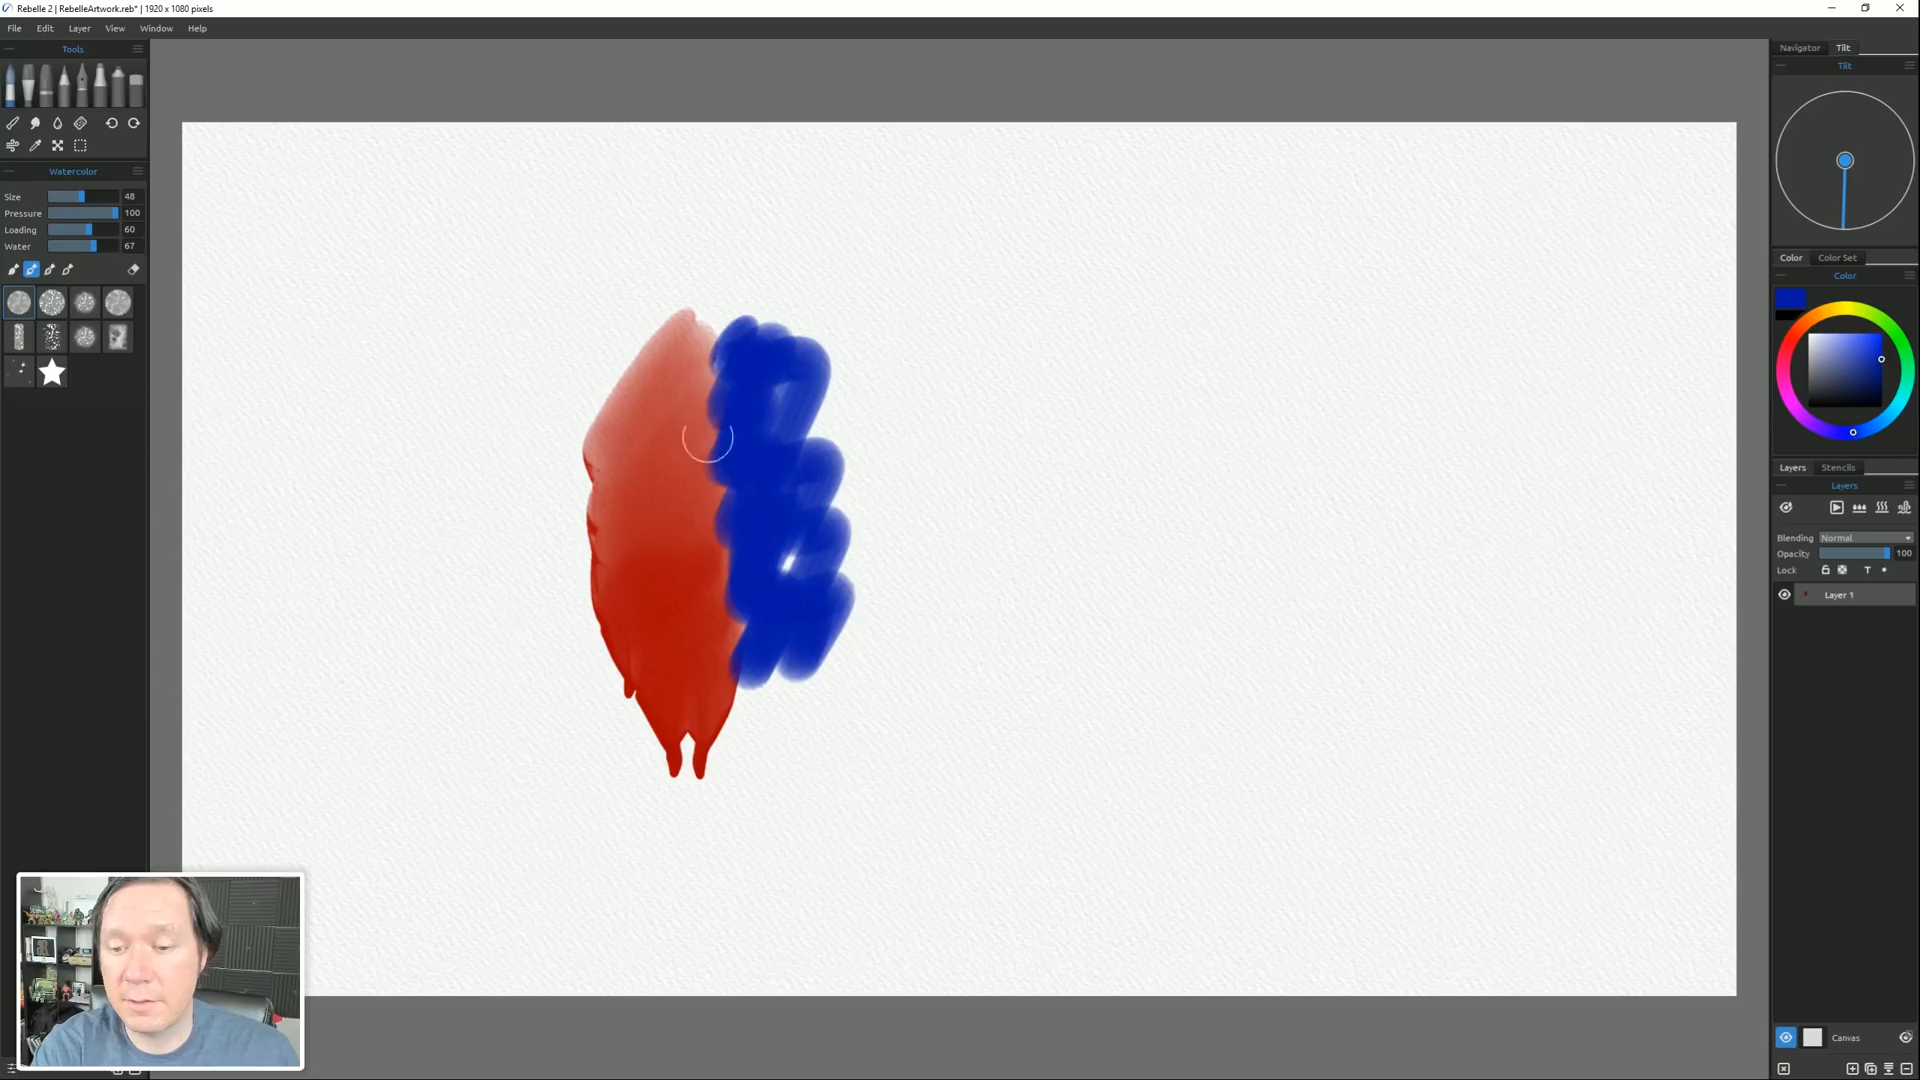 Rebelle 2 | RebelleArtwork.reb* | 1920 x 1080 pixels
File Edit Layer View Window Help
Tools
Watercolor
Size 48
Pressure 100
Loading 60
Water 67
Navigator Tilt
Tilt
Color Color Set
Color
Layers Stencils
Layers
Blending Normal
Opacity 100
Lock T
Layer 1
Canvas